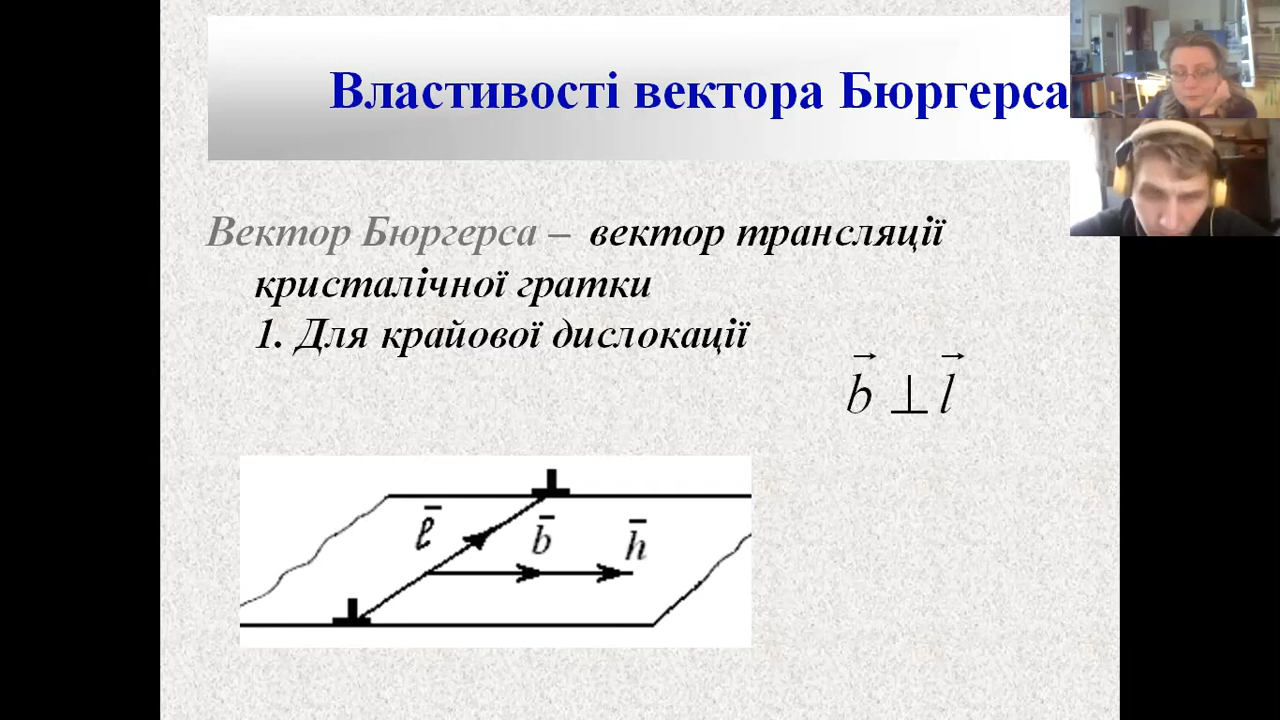 Властивості вектора Бюргерса
Вектор Бюргерса – вектор трансляції
кристалічної гратки
1. Для крайової дислокації
b⃗ ⊥ l⃗
ℓ̄ b̄ h̄